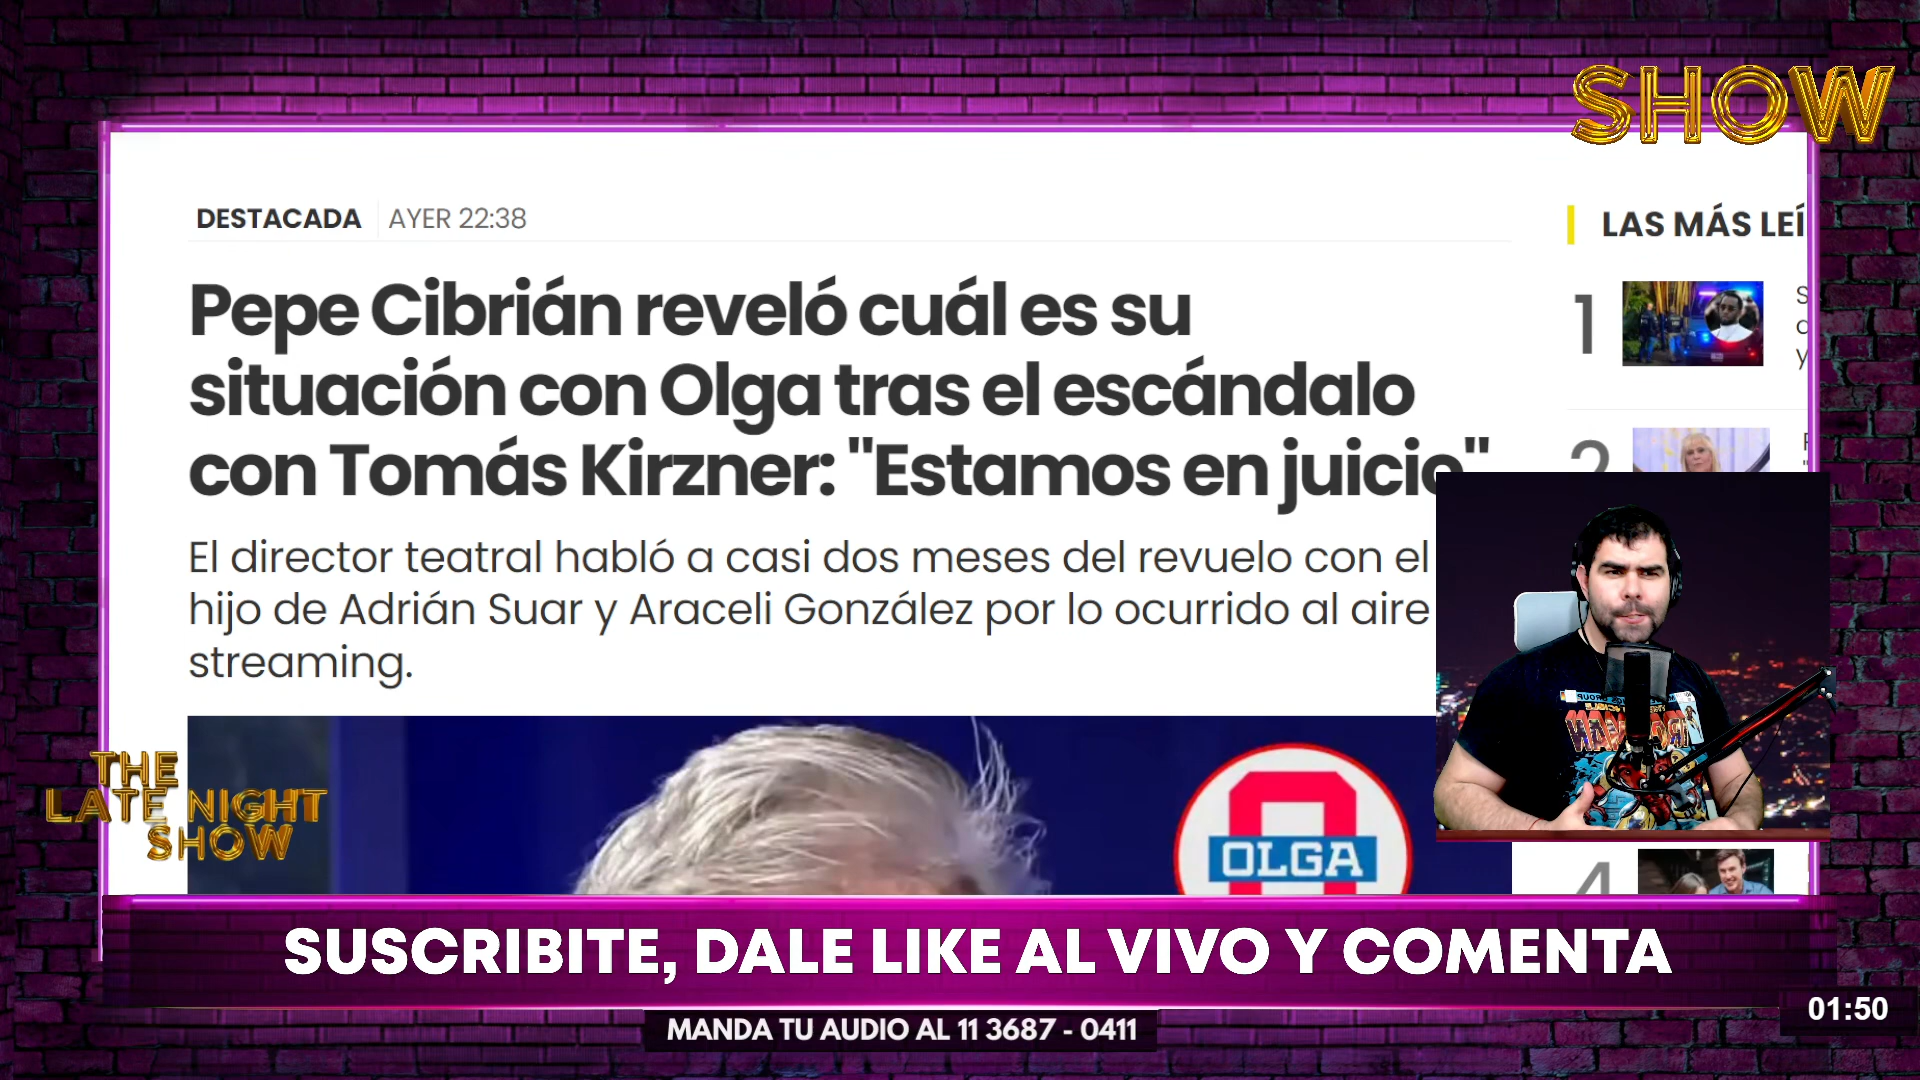 SHOW
DESTACADA AYER 22:38
LAS MÁS LEÍ
Pepe Cibrián reveló cuál es su
situación con Olga tras el escándalo
con Tomás Kirzner: "Estamos en juicio"
El director teatral habló a casi dos meses del revuelo con el
hijo de Adrián Suar y Araceli González por lo ocurrido al aire
streaming.
1
2
4
OLGA
THE
LATE NIGHT
SHOW
SUSCRIBITE, DALE LIKE AL VIVO Y COMENTA
MANDA TU AUDIO AL 11 3687 - 0411
01:50